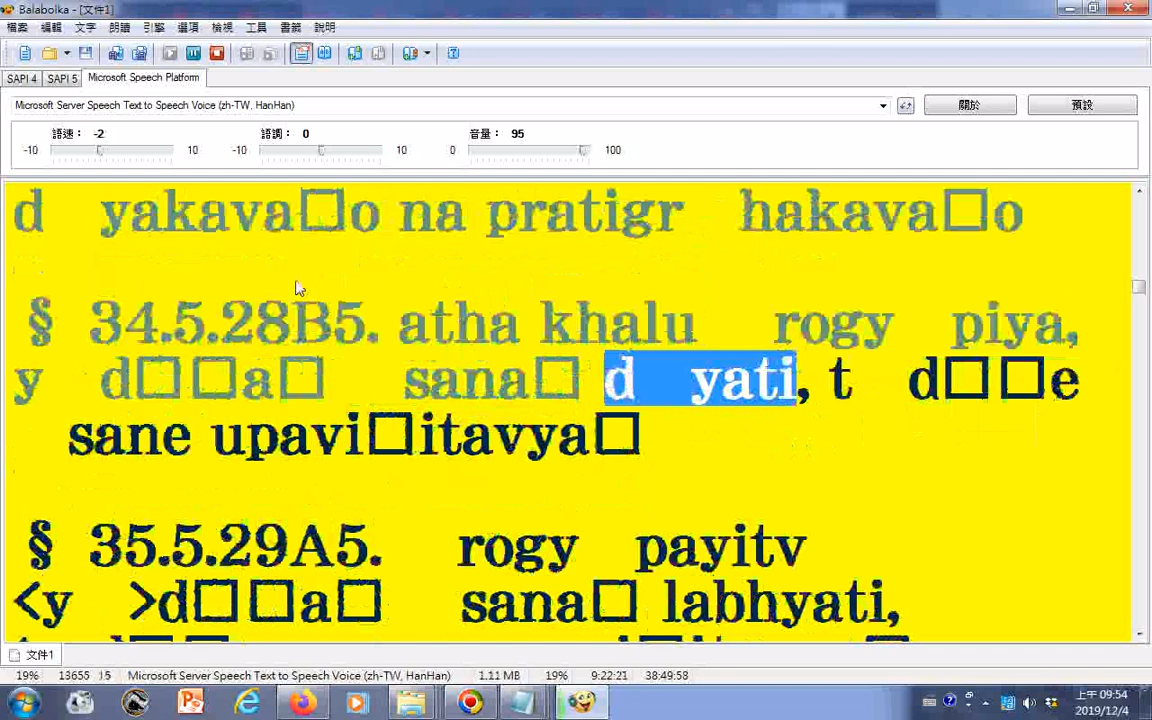 Balabolka - [文件1]
檔案 編輯 文字 朗讀 引擎 選項 檢視 工具 書籤 說明
SAPI 4 SAPI 5 Microsoft Speech Platform
Microsoft Server Speech Text to Speech Voice (zh-TW, HanHan) 關於 預設
語速： -2 語調： 0 音量： 95
-10 10 -10 10 0 100
d yakava□o na pratigr hakava□o
§ 34.5.28B5. atha khalu rogy piya,
y d□□a□ sana□ d yati, t d□□e
sane upavi□itavya□
§ 35.5.29A5. rogy payitv
<y >d□□a□ sana□ labhyati,
文件1
19% 13655 15 Microsoft Server Speech Text to Speech Voice (zh-TW, HanHan) 1.11 MB 19% 9:22:21 38:49:58
上午 09:54
2019/12/4